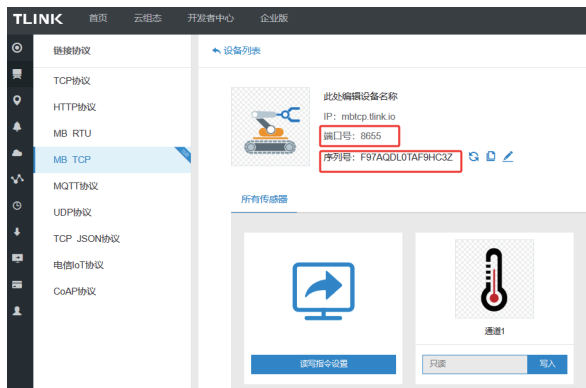 TLINK 首页 云组态 开发者中心 企业版
链接协议
设备列表
TCP协议
HTTP协议
MB RTU
MB TCP
MQTT协议
UDP协议
TCP JSON协议
电信IoT协议
CoAP协议
此处编辑设备名称
IP: mbtcp.tlink.io
端口号: 8655
序列号: F97AQDL0TAF9HC3Z
所有传感器
读写指令设置
通道1
只读
写入